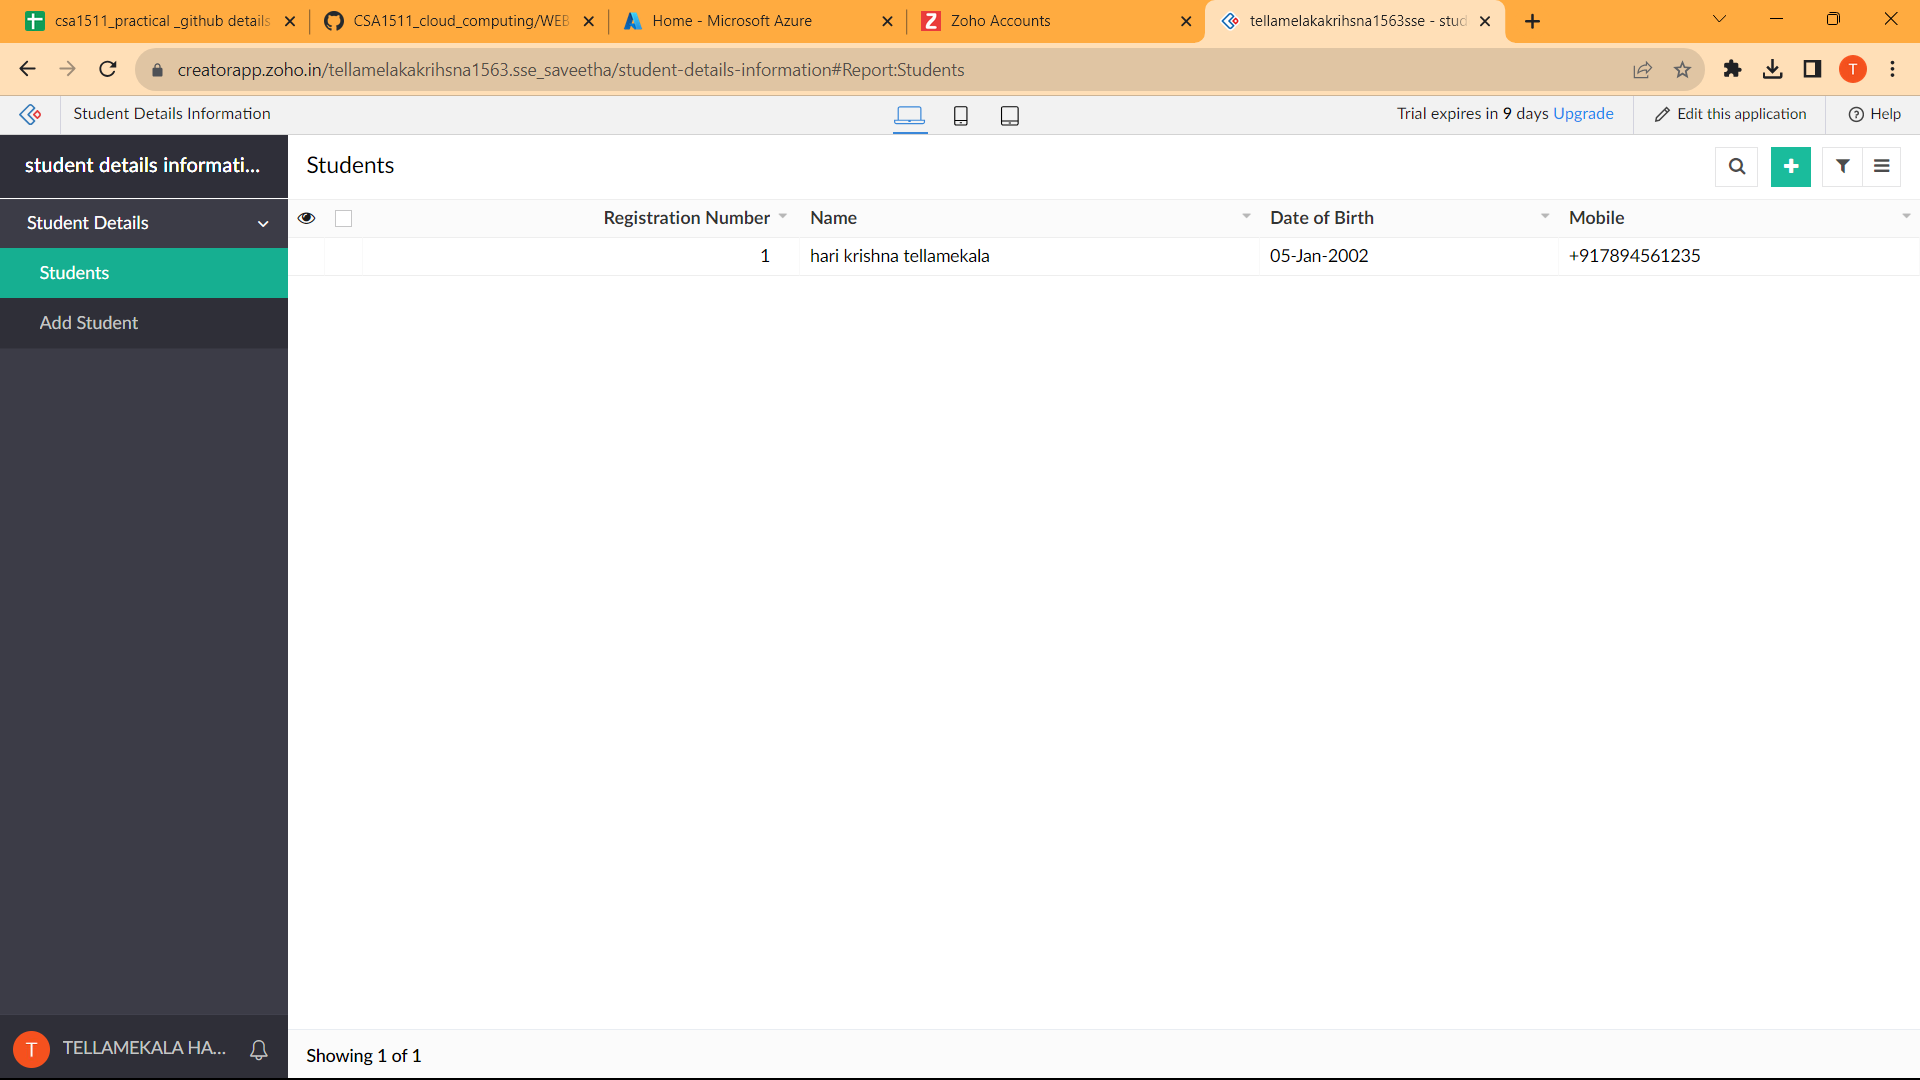 csa1511_practical _github details
CSA1511_cloud_computing/WEB
Home - Microsoft Azure
Zoho Accounts
tellamelakakrihsna1563sse - stud
creatorapp.zoho.in/tellamelakakrihsna1563.sse_saveetha/student-details-information#Report:Students
T
Student Details Information
Trial expires in 9 days Upgrade
Edit this application
Help
student details informati...
Students
Student Details
Registration Number
Name
Date of Birth
Mobile
1
hari krishna tellamekala
05-Jan-2002
+917894561235
Students
Add Student
T
TELLAMEKALA HA...
Showing 1 of 1